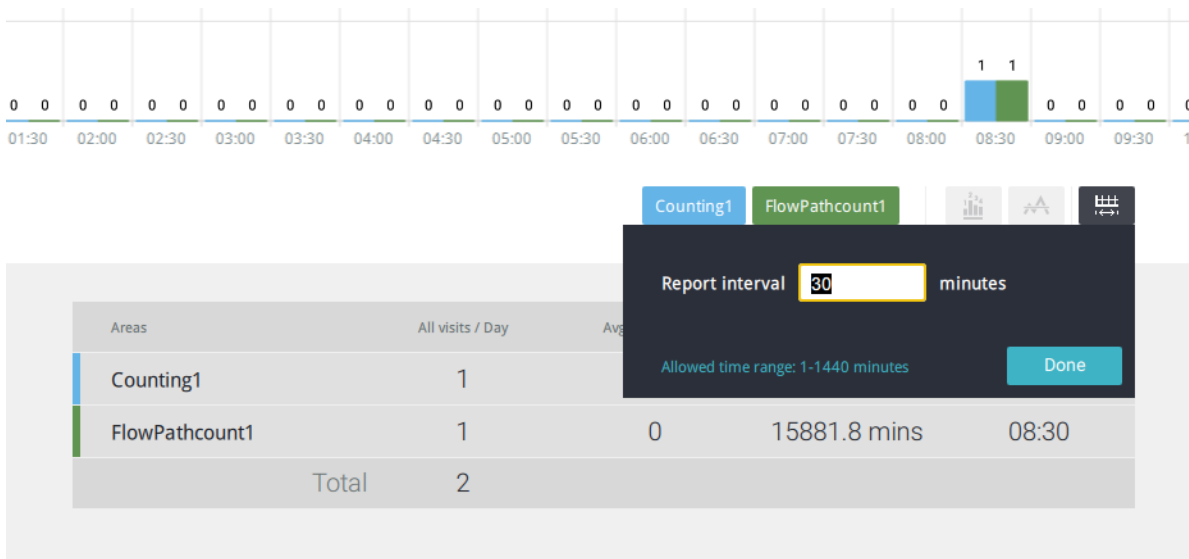 1 1
0 0 0 0 0 0 0 0 0 0 0 0 0 0 0 0 0 0 0 0 0 0 0 0 0 0 0 0 0 0 0 0
01:30 02:00 02:30 03:00 03:30 04:00 04:30 05:00 05:30 06:00 06:30 07:00 07:30 08:00 08:30 09:00 09:30
Counting1 FlowPathcount1
Report interval 30 minutes
Allowed time range: 1-1440 minutes Done
Areas All visits / Day
Counting1 1
FlowPathcount1 1 0 15881.8 mins 08:30
Total 2